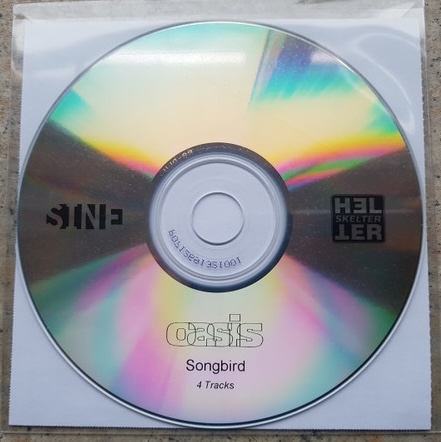 SINE
HEL
SKELTER
TER
oasis
Songbird
4 Tracks